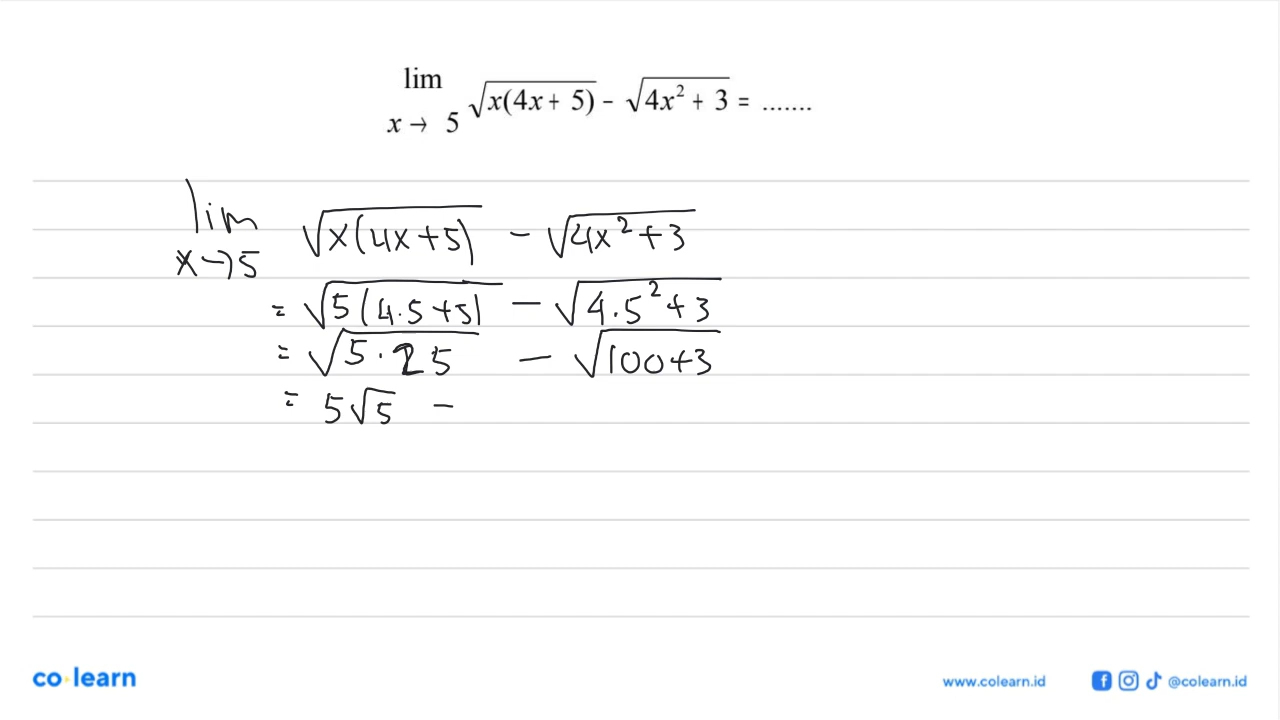 lim √x(4x + 5) - √4x² + 3 = .......
x → 5
lim √x(4x+5) - √4x²+3
x→5
= √5(4.5+5) - √4.5²+3
= √5.25 - √100+3
= 5√5 -
co·learn
www.colearn.id @colearn.id